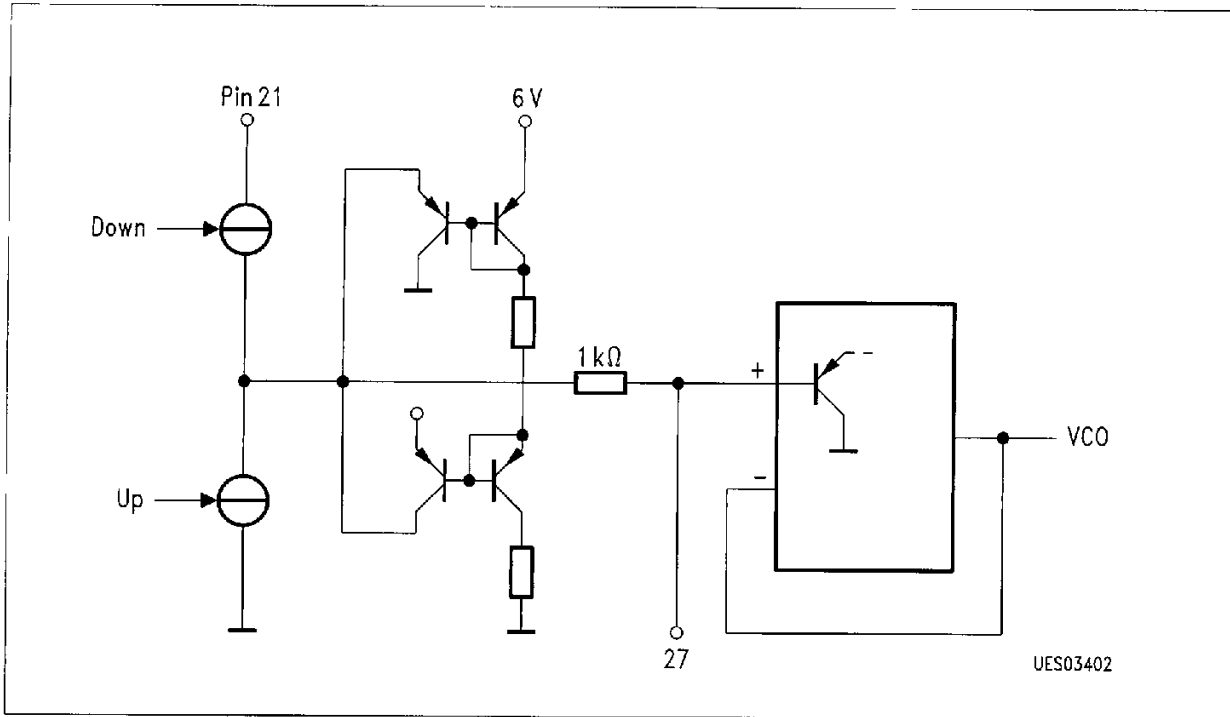 Pin 21
6 V
Down
1 kΩ
+
VCO
Up
-
27
UES03402